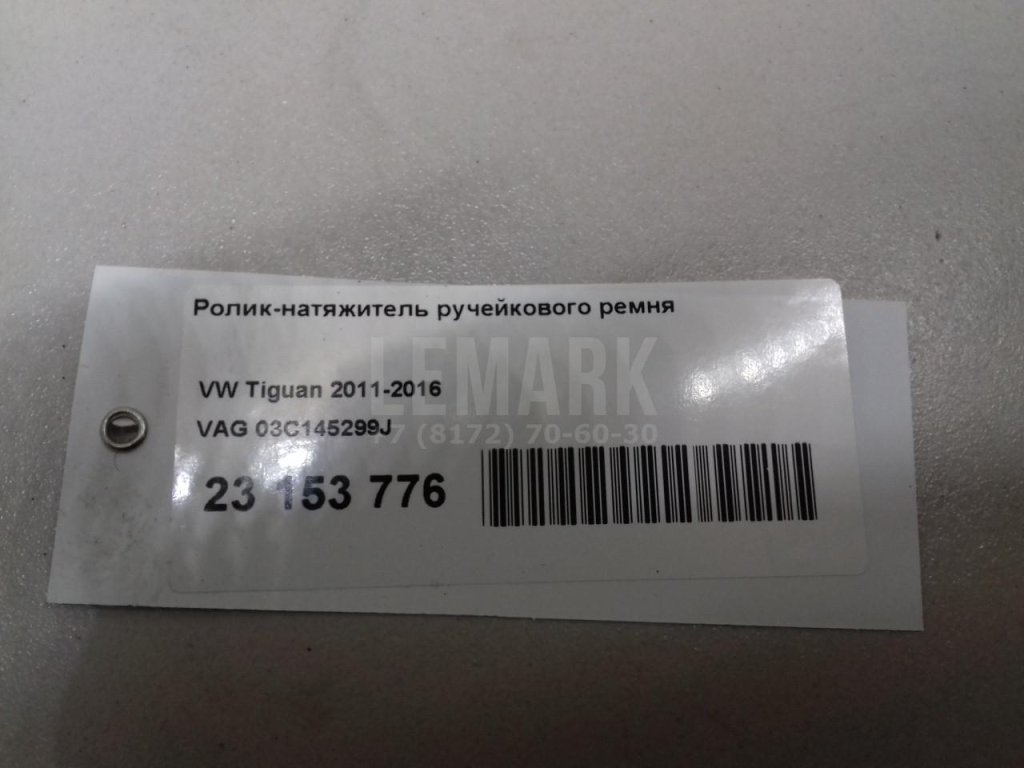 Ролик-натяжитель ручейкового ремня
LEMARK
VW Tiguan 2011-2016
VAG 03C145299J
+7 (8172) 70-60-30
23 153 776